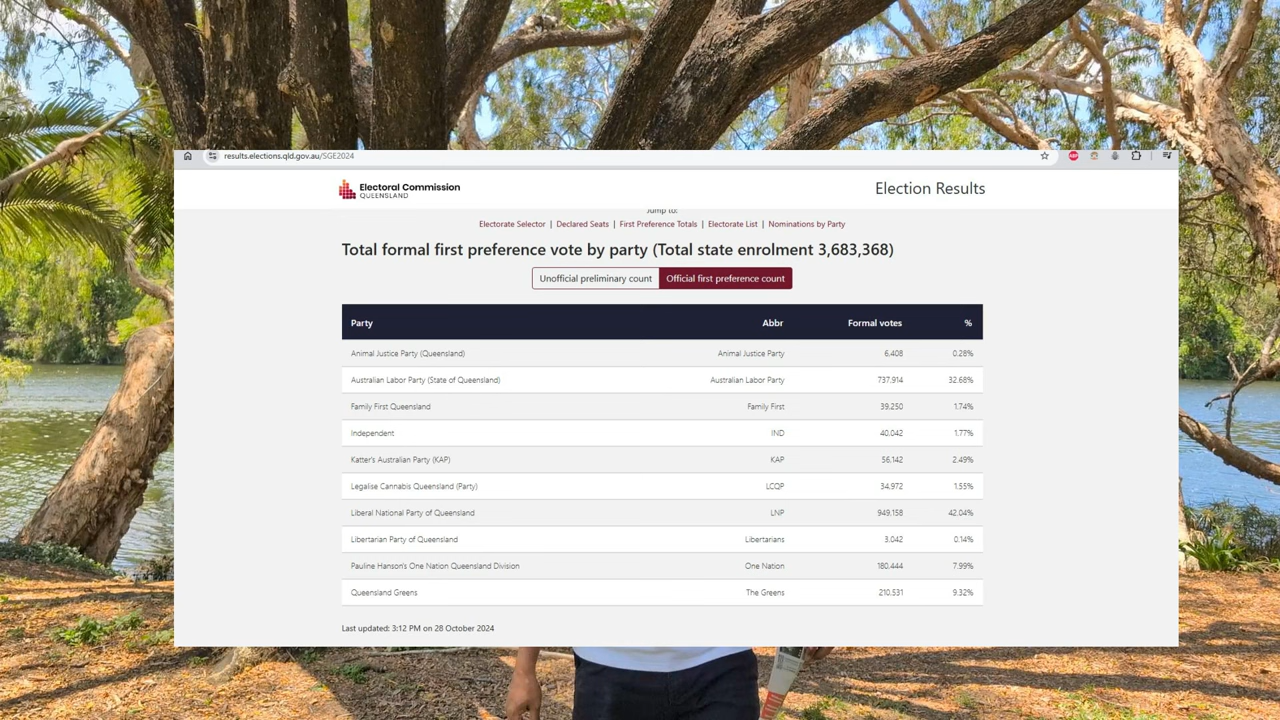 results.elections.qld.gov.au/SGE2024
Electoral Commission
QUEENSLAND
Election Results
Jump to:
Electorate Selector | Declared Seats | First Preference Totals | Electorate List | Nominations by Party
Total formal first preference vote by party (Total state enrolment 3,683,368)
Unofficial preliminary count Official first preference count
Party Abbr Formal votes %
Animal Justice Party (Queensland) Animal Justice Party 6,408 0.28%
Australian Labor Party (State of Queensland) Australian Labor Party 737,914 32.68%
Family First Queensland Family First 39,250 1.74%
Independent IND 40,042 1.77%
Katter's Australian Party (KAP) KAP 56,142 2.49%
Legalise Cannabis Queensland (Party) LCQP 34,972 1.55%
Liberal National Party of Queensland LNP 949,158 42.04%
Libertarian Party of Queensland Libertarians 3,042 0.14%
Pauline Hanson's One Nation Queensland Division One Nation 180,444 7.99%
Queensland Greens The Greens 210,531 9.32%
Last updated: 3:12 PM on 28 October 2024